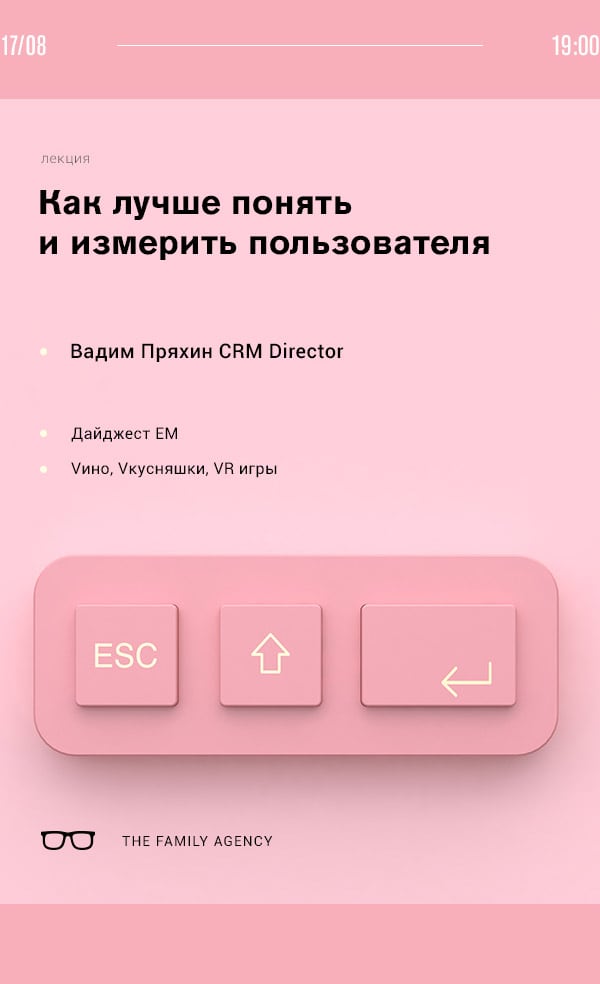 17/08
19:00
лекция
Как лучше понять
и измерить пользователя
Вадим Пряхин CRM Director
Дайджест EM
Vино, Vкусняшки, VR игры
ESC
THE FAMILY AGENCY